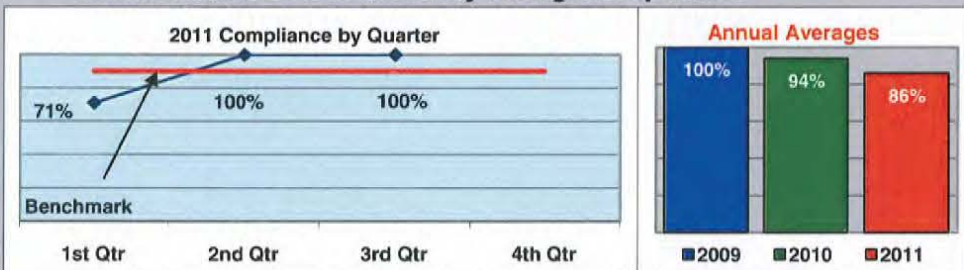 2011 Compliance by Quarter
71%
100%
100%
Benchmark
1st Qtr 2nd Qtr 3rd Qtr 4th Qtr
Annual Averages
100%
94%
86%
2009 2010 2011